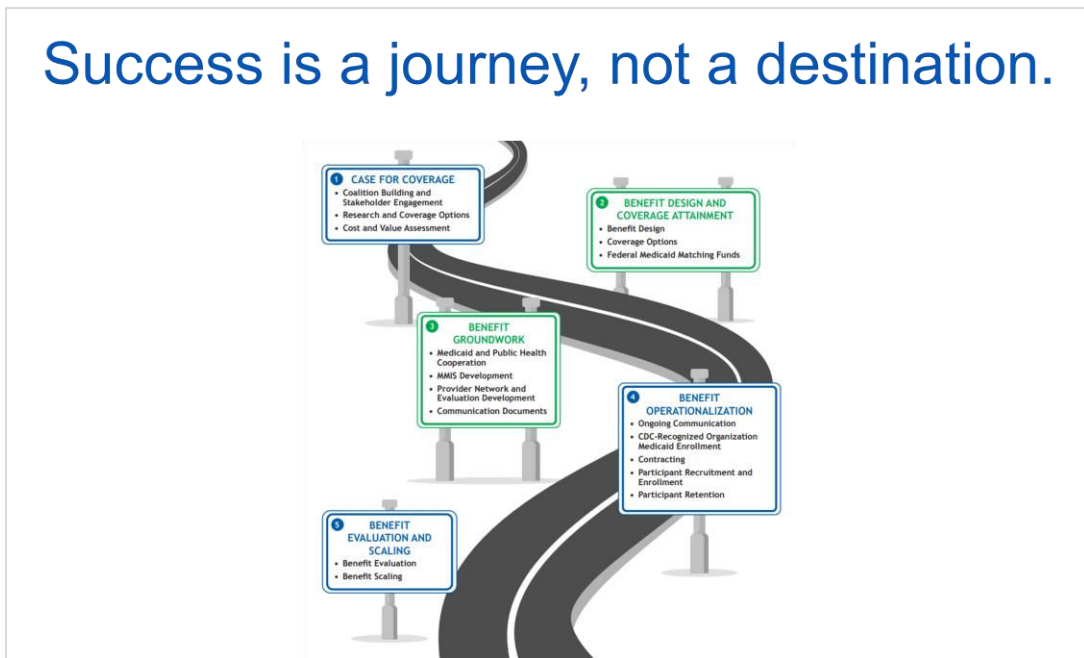 Success is a journey, not a destination.
1 CASE FOR COVERAGE
• Coalition Building and
Stakeholder Engagement
• Research and Coverage Options
• Cost and Value Assessment
2 BENEFIT DESIGN AND
COVERAGE ATTAINMENT
• Benefit Design
• Coverage Options
• Federal Medicaid Matching Funds
3 BENEFIT
GROUNDWORK
• Medicaid and Public Health
Cooperation
• MMIS Development
• Provider Network and
Evaluation Development
• Communication Documents
4 BENEFIT
OPERATIONALIZATION
• Ongoing Communication
• CDC-Recognized Organization
Medicaid Enrollment
• Contracting
• Participant Recruitment and
Enrollment
• Participant Retention
5 BENEFIT
EVALUATION AND
SCALING
• Benefit Evaluation
• Benefit Scaling